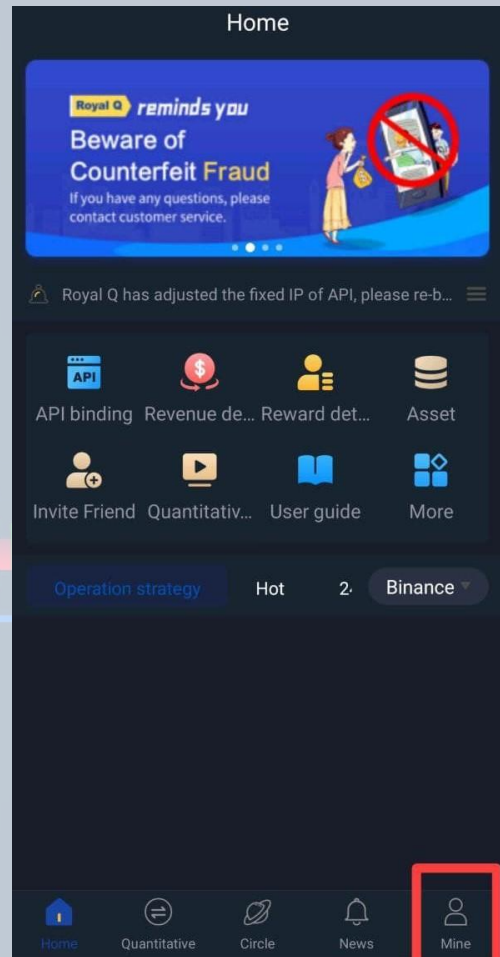 Home
Royal Q reminds you
Beware of
Counterfeit Fraud
If you have any questions, please
contact customer service.
Royal Q has adjusted the fixed IP of API, please re-b...
API
API binding Revenue de... Reward det... Asset
Invite Friend Quantitativ... User guide More
Operation strategy Hot 2 Binance
Home Quantitative Circle News Mine